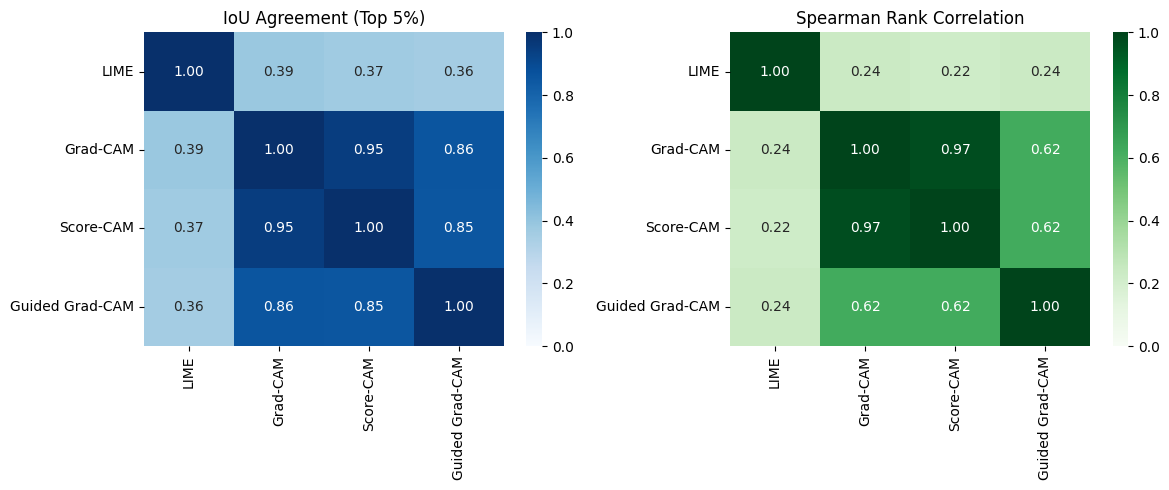 IoU Agreement (Top 5%)
LIME 1.00 0.39 0.37 0.36
Grad-CAM 0.39 1.00 0.95 0.86
Score-CAM 0.37 0.95 1.00 0.85
Guided Grad-CAM 0.36 0.86 0.85 1.00
LIME Grad-CAM Score-CAM Guided Grad-CAM
1.0
0.8
0.6
0.4
0.2
0.0
Spearman Rank Correlation
LIME 1.00 0.24 0.22 0.24
Grad-CAM 0.24 1.00 0.97 0.62
Score-CAM 0.22 0.97 1.00 0.62
Guided Grad-CAM 0.24 0.62 0.62 1.00
LIME Grad-CAM Score-CAM Guided Grad-CAM
1.0
0.8
0.6
0.4
0.2
0.0